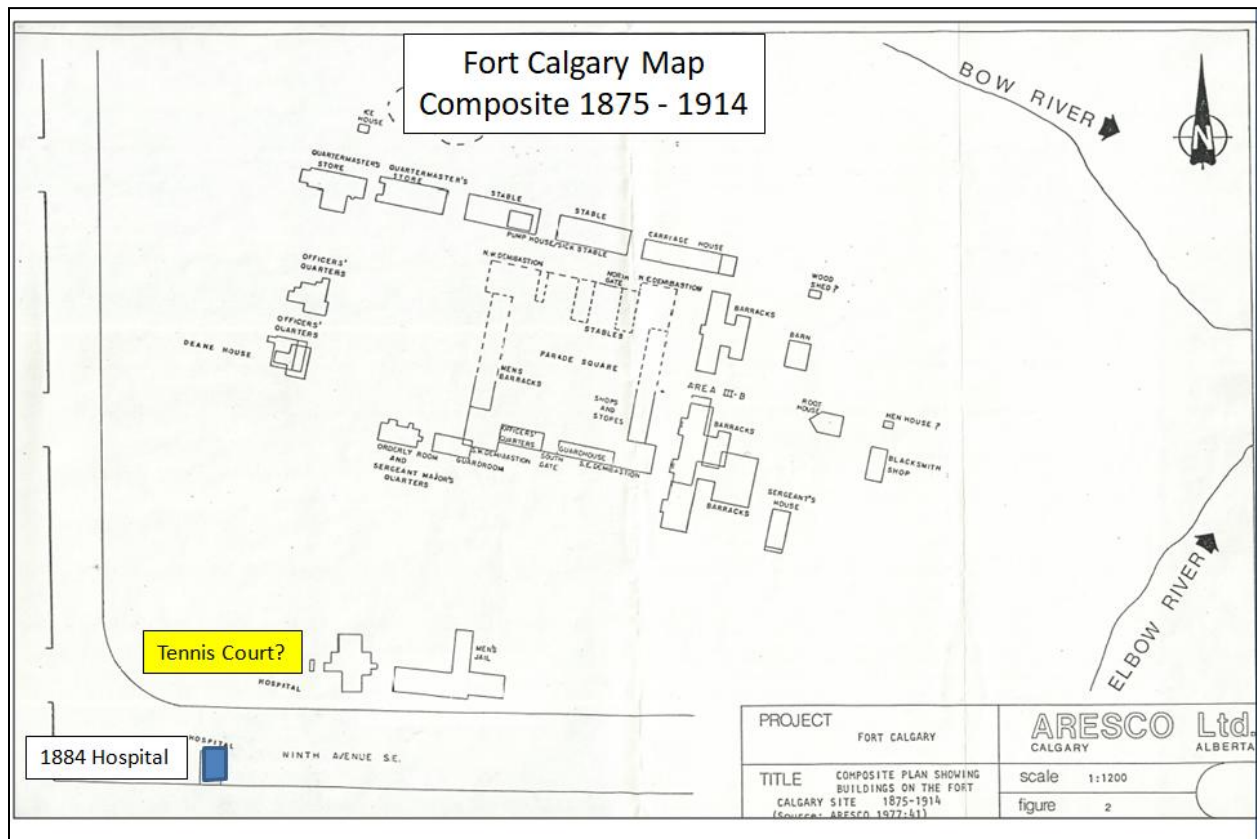 Fort Calgary Map
Composite 1875 - 1914
BOW RIVER
N
ICE
HOUSE
QUARTERMASTER'S
STORE
QUARTERMASTER'S
STORE
STABLE
PUMP HOUSE/SICK STABLE
STABLE
CARRIAGE HOUSE
N.W. DEMIBASTION
NORTH
GATE
N.E. DEMIBASTION
STABLES
WOOD
SHED ?
OFFICERS'
QUARTERS
OFFICERS'
QUARTERS
DEANE HOUSE
BARRACKS
BARN
PARADE SQUARE
MENS
BARRACKS
AREA III-B
SHOPS
AND
STOPES
ROOT
HOUSE
HEN HOUSE ?
BARRACKS
BLACKSMITH
SHOP
ORDERLY ROOM
AND
SERGEANT MAJOR'S
QUARTERS
GUARDROOM
S.W. DEMIBASTION
OFFICERS'
QUARTERS
SOUTH
GATE
GUARDHOUSE
S.E. DEMIBASTION
BARRACKS
SERGEANT'S
HOUSE
ELBOW RIVER
Tennis Court?
HOSPITAL
MEN'S
JAIL
1884 Hospital
HOSPITAL
NINTH AVENUE S.E.
PROJECT
FORT CALGARY
ARESCO Ltd.
CALGARY ALBERTA
TITLE COMPOSITE PLAN SHOWING
BUILDINGS ON THE FORT
CALGARY SITE 1875-1914
(Source: ARESCO 1977:41)
scale 1:1200
figure 2